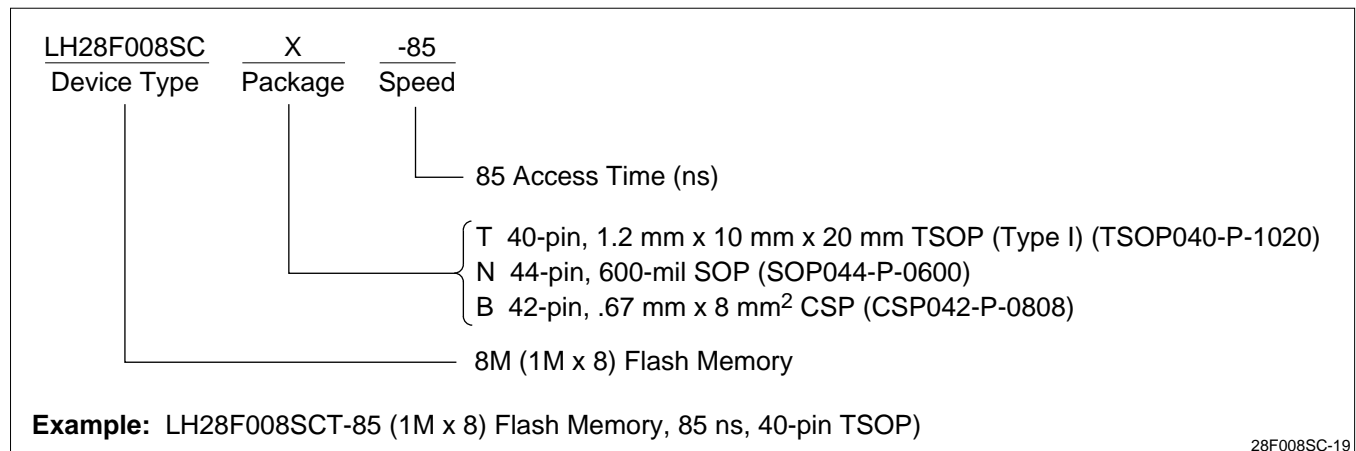 LH28F008SC X -85
Device Type Package Speed
85 Access Time (ns)
T 40-pin, 1.2 mm x 10 mm x 20 mm TSOP (Type I) (TSOP040-P-1020)
N 44-pin, 600-mil SOP (SOP044-P-0600)
B 42-pin, .67 mm x 8 mm² CSP (CSP042-P-0808)
8M (1M x 8) Flash Memory
Example: LH28F008SCT-85 (1M x 8) Flash Memory, 85 ns, 40-pin TSOP)
28F008SC-19